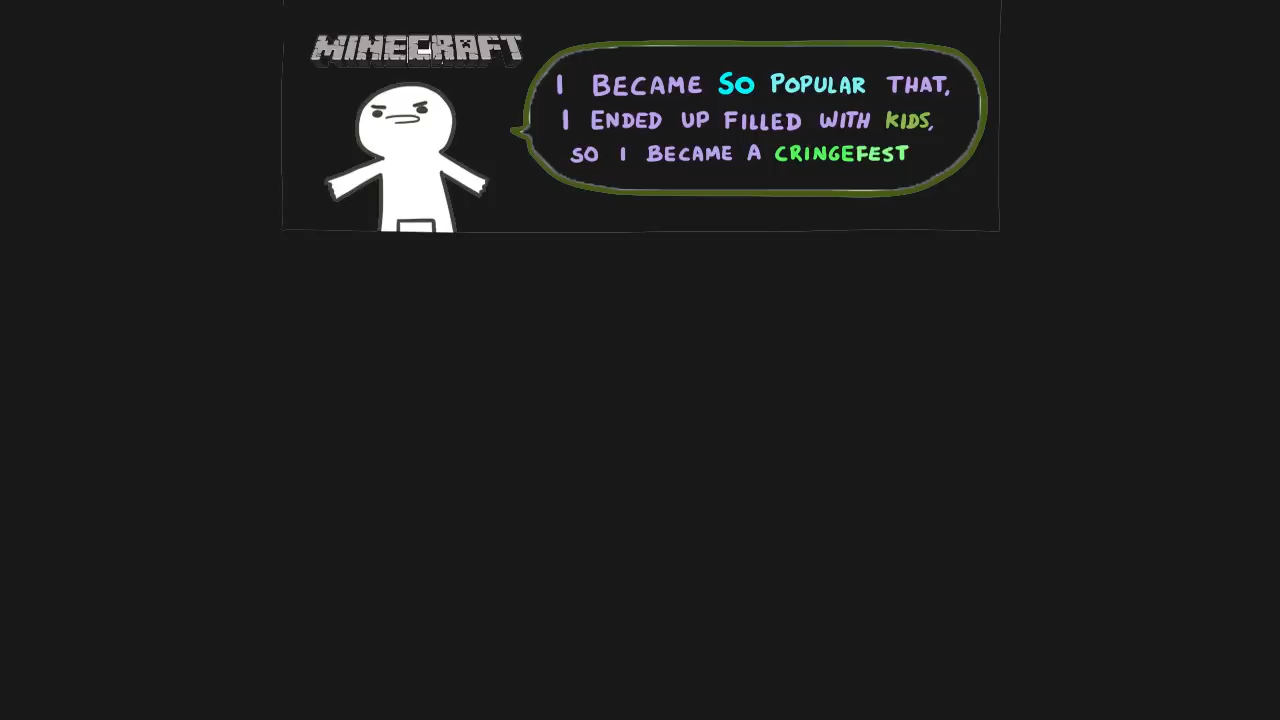 MINECRAFT
I BECAME SO POPULAR THAT,
I ENDED UP FILLED WITH KIDS,
SO I BECAME A CRINGEFEST